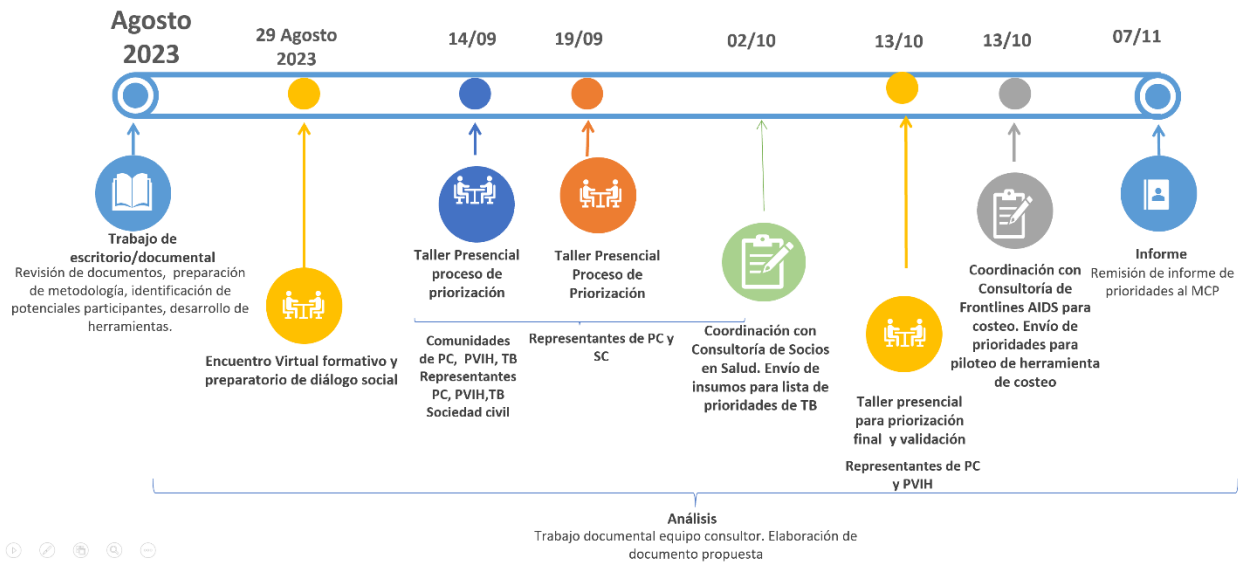 Agosto
2023
29 Agosto
2023
14/09
19/09
02/10
13/10
13/10
07/11
Trabajo de
escritorio/documental
Revisión de documentos, preparación
de metodología, identificación de
potenciales participantes, desarrollo de
herramientas.
Encuentro Virtual formativo y
preparatorio de diálogo social
Taller Presencial
proceso de
priorización
Comunidades
de PC, PVIH, TB
Representantes
PC, PVIH,TB
Sociedad civil
Taller Presencial
Proceso de
Priorización
Representantes de PC y
SC
Coordinación con
Consultoría de Socios
en Salud. Envío de
insumos para lista de
prioridades de TB
Taller presencial
para priorización
final y validación
Representantes de PC
y PVIH
Coordinación con
Consultoría de
Frontlines AIDS para
costeo. Envío de
prioridades para
piloteo de herramienta
de costeo
Informe
Remisión de informe de
prioridades al MCP
Análisis
Trabajo documental equipo consultor. Elaboración de
documento propuesta